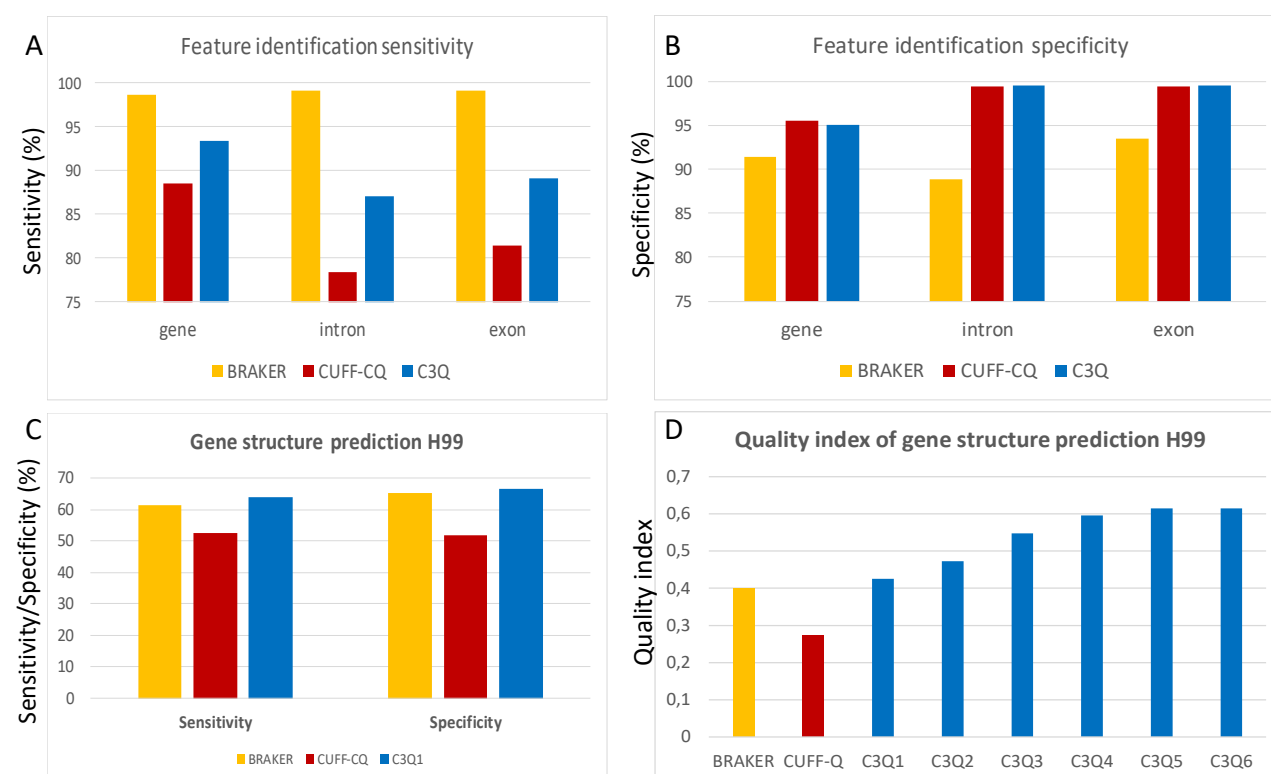 A
Feature identification sensitivity
Sensitivity (%)
100
95
90
85
80
75
gene intron exon
BRAKER CUFF-CQ C3Q
B
Feature identification specificity
Specificity (%)
100
95
90
85
80
75
gene intron exon
BRAKER CUFF-CQ C3Q
C
Gene structure prediction H99
Sensitivity/Specificity (%)
70
60
50
40
30
20
10
0
Sensitivity Specificity
BRAKER CUFF-CQ C3Q1
D
Quality index of gene structure prediction H99
Quality index
0,7
0,6
0,5
0,4
0,3
0,2
0,1
0
BRAKER CUFF-Q C3Q1 C3Q2 C3Q3 C3Q4 C3Q5 C3Q6